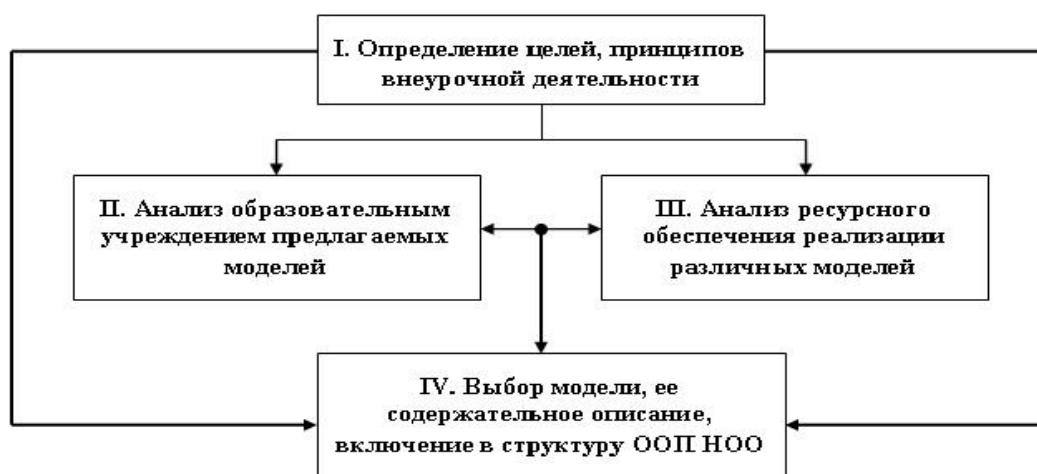 I. Определение целей, принципов
внеурочной деятельности
II. Анализ образовательным
учреждением предлагаемых
моделей
III. Анализ ресурсного
обеспечения реализации
различных моделей
IV. Выбор модели, ее
содержательное описание,
включение в структуру ООП НОО